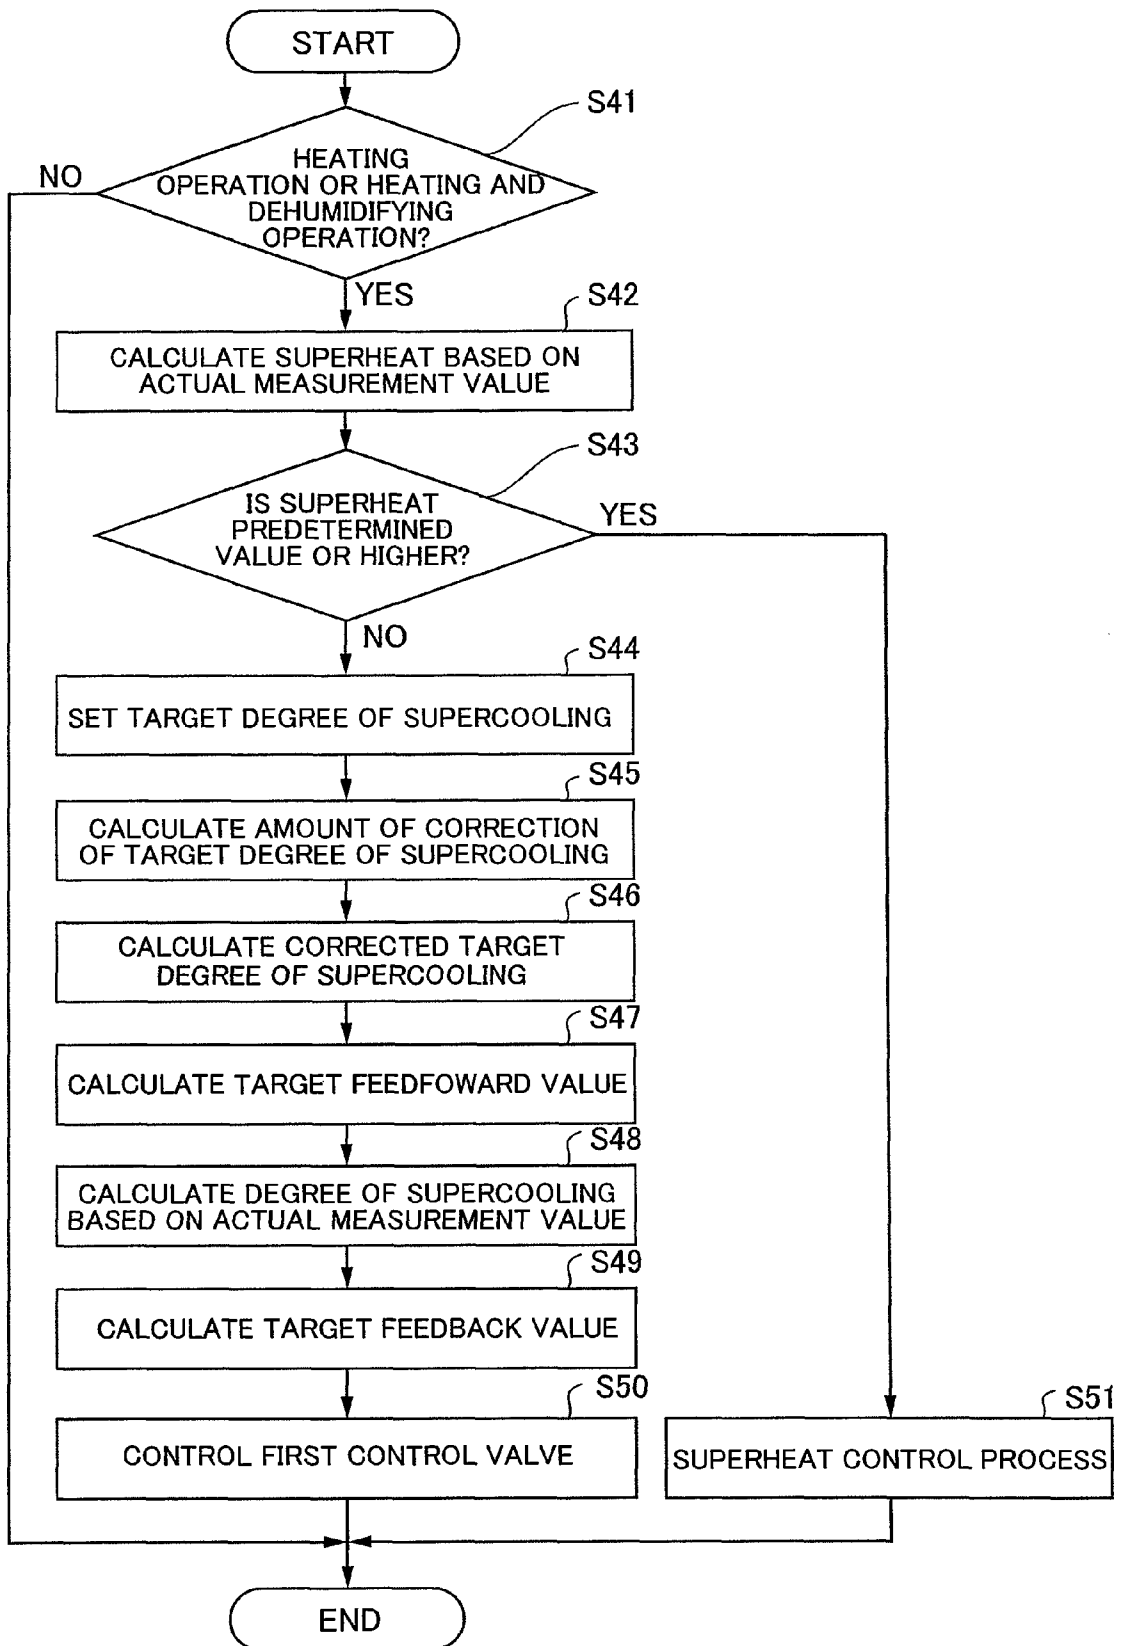 START
S41
HEATING
OPERATION OR HEATING AND
DEHUMIDIFYING
OPERATION?
NO
YES
S42
CALCULATE SUPERHEAT BASED ON
ACTUAL MEASUREMENT VALUE
S43
IS SUPERHEAT
PREDETERMINED
VALUE OR HIGHER?
YES
NO
S44
SET TARGET DEGREE OF SUPERCOOLING
S45
CALCULATE AMOUNT OF CORRECTION
OF TARGET DEGREE OF SUPERCOOLING
S46
CALCULATE CORRECTED TARGET
DEGREE OF SUPERCOOLING
S47
CALCULATE TARGET FEEDFOWARD VALUE
S48
CALCULATE DEGREE OF SUPERCOOLING
BASED ON ACTUAL MEASUREMENT VALUE
S49
CALCULATE TARGET FEEDBACK VALUE
S50
CONTROL FIRST CONTROL VALVE
S51
SUPERHEAT CONTROL PROCESS
END